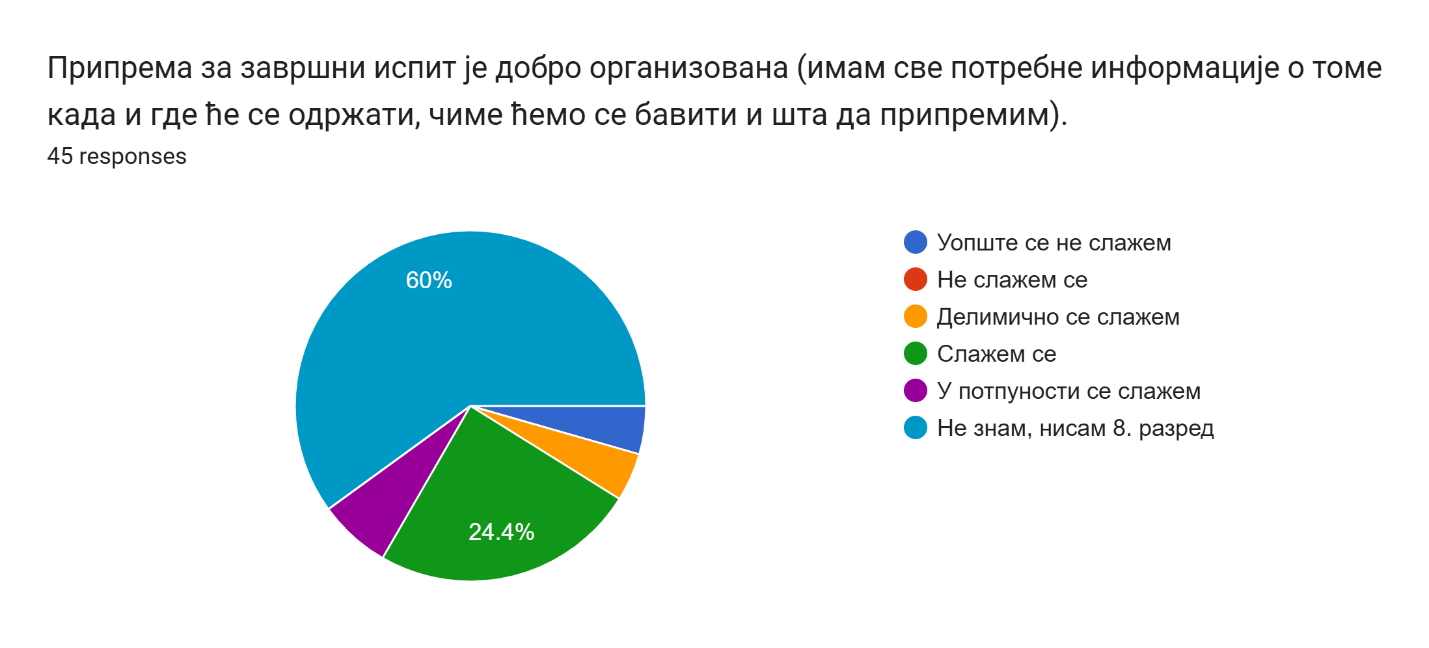 Припрема за завршни испит је добро организована (имам све потребне информације о томе
када и где ће се одржати, чиме ћемо се бавити и шта да припремим).
45 responses
60%
24.4%
Уопште се не слажем
Не слажем се
Делимично се слажем
Слажем се
У потпуности се слажем
Не знам, нисам 8. разред